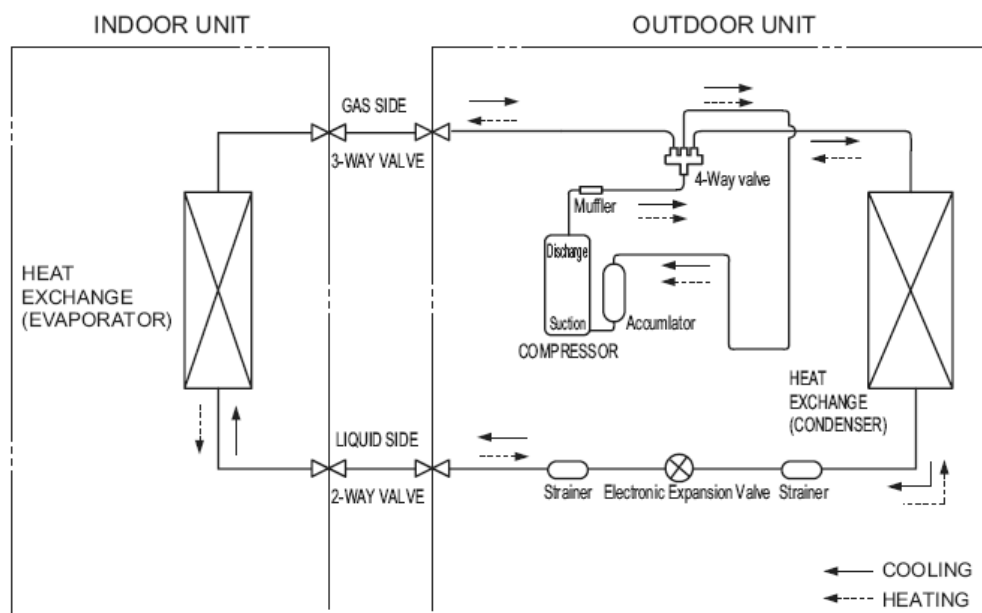 INDOOR UNIT
OUTDOOR UNIT
GAS SIDE
3-WAY VALVE
4-Way valve
Muffler
Discharge
HEAT
EXCHANGE
(EVAPORATOR)
Suction
Accumlator
COMPRESSOR
HEAT
EXCHANGE
(CONDENSER)
LIQUID SIDE
2-WAY VALVE
Strainer
Electronic Expansion Valve
Strainer
COOLING
HEATING